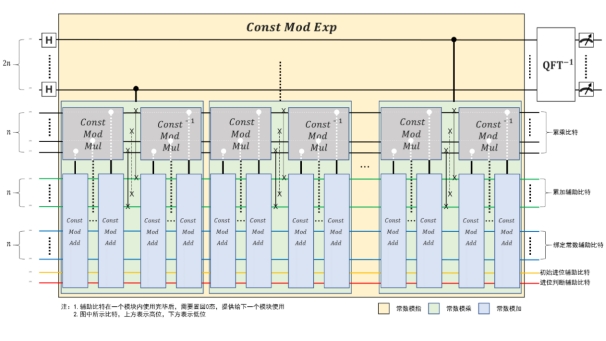 Const Mod Exp
H
2n
H
QFT⁻¹
Const Mod Mul
Const Mod Mul ⁻¹
Const Mod Mul
Const Mod Mul ⁻¹
Const Mod Mul
Const Mod Mul ⁻¹
n
累乘比特
...
n
累加辅助比特
Const Mod Add
...
Const Mod Add
Const Mod Add
...
Const Mod Add
Const Mod Add
...
Const Mod Add
Const Mod Add
...
Const Mod Add
Const Mod Add
...
Const Mod Add
Const Mod Add
...
Const Mod Add
n
绑定常数辅助比特
初始进位辅助比特
进位判断辅助比特
注：1. 辅助比特在一个模块内使用完毕后，需要塞回0态，提供给下一个模块使用
2. 图中所示比特，上方表示高位，下方表示低位
常数模指
常数模乘
常数模加